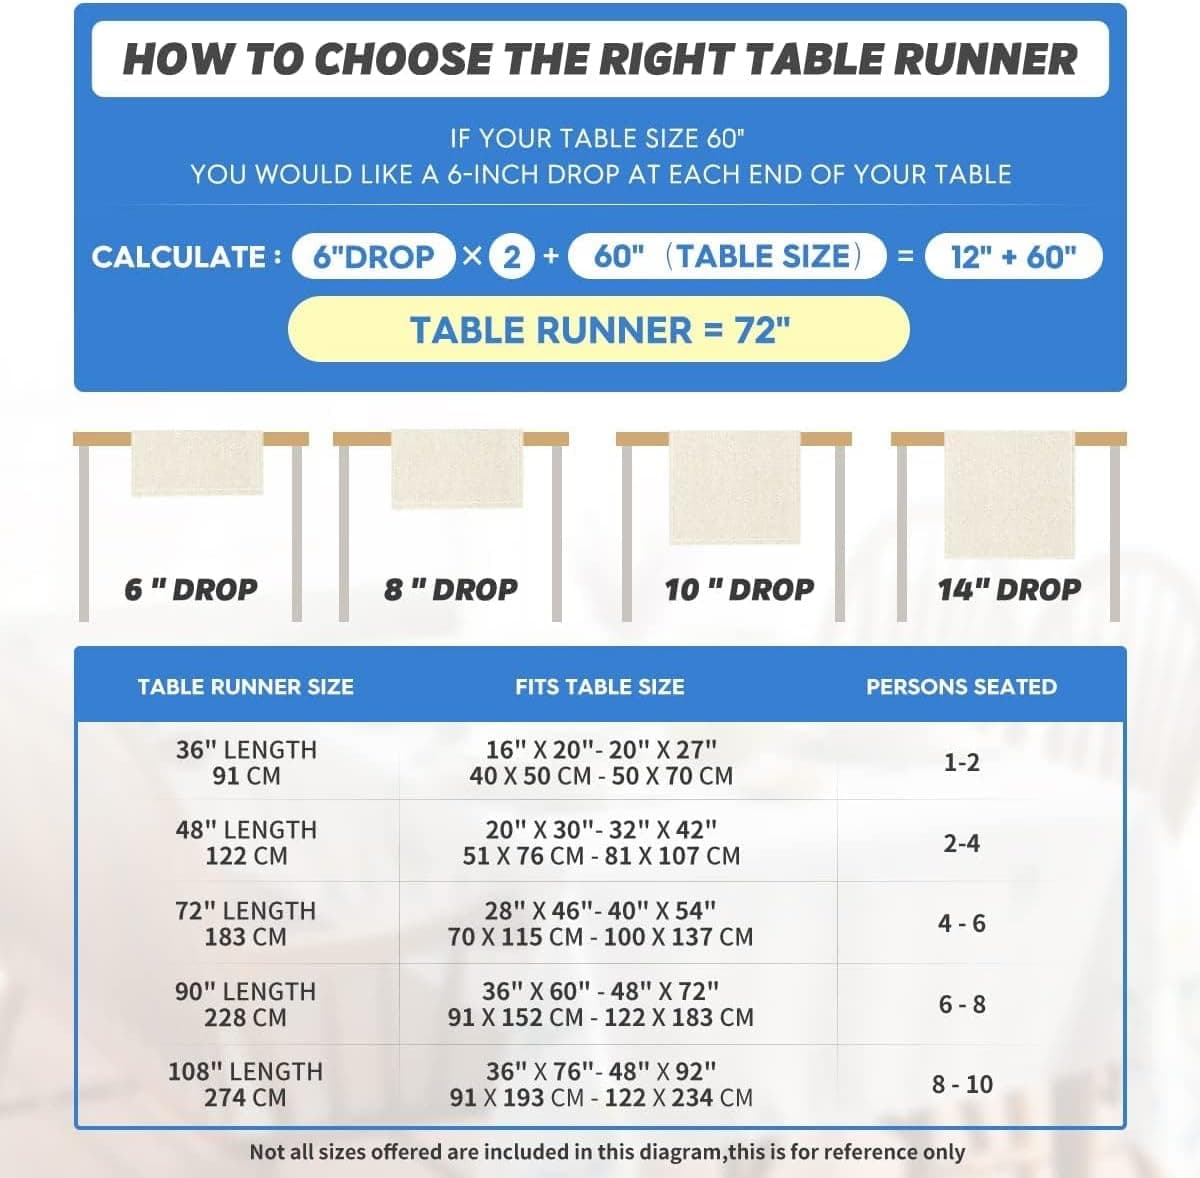 HOW TO CHOOSE THE RIGHT TABLE RUNNER
IF YOUR TABLE SIZE 60"
YOU WOULD LIKE A 6-INCH DROP AT EACH END OF YOUR TABLE
CALCULATE : 6"DROP × 2 + 60" (TABLE SIZE) = 12" + 60"
TABLE RUNNER = 72"
6 " DROP
8 " DROP
10 " DROP
14" DROP
TABLE RUNNER SIZE FITS TABLE SIZE PERSONS SEATED
36" LENGTH 16" X 20"- 20" X 27" 1-2
91 CM 40 X 50 CM - 50 X 70 CM
48" LENGTH 20" X 30"- 32" X 42" 2-4
122 CM 51 X 76 CM - 81 X 107 CM
72" LENGTH 28" X 46"- 40" X 54" 4 - 6
183 CM 70 X 115 CM - 100 X 137 CM
90" LENGTH 36" X 60" - 48" X 72" 6 - 8
228 CM 91 X 152 CM - 122 X 183 CM
108" LENGTH 36" X 76"- 48" X 92" 8 - 10
274 CM 91 X 193 CM - 122 X 234 CM
Not all sizes offered are included in this diagram,this is for reference only